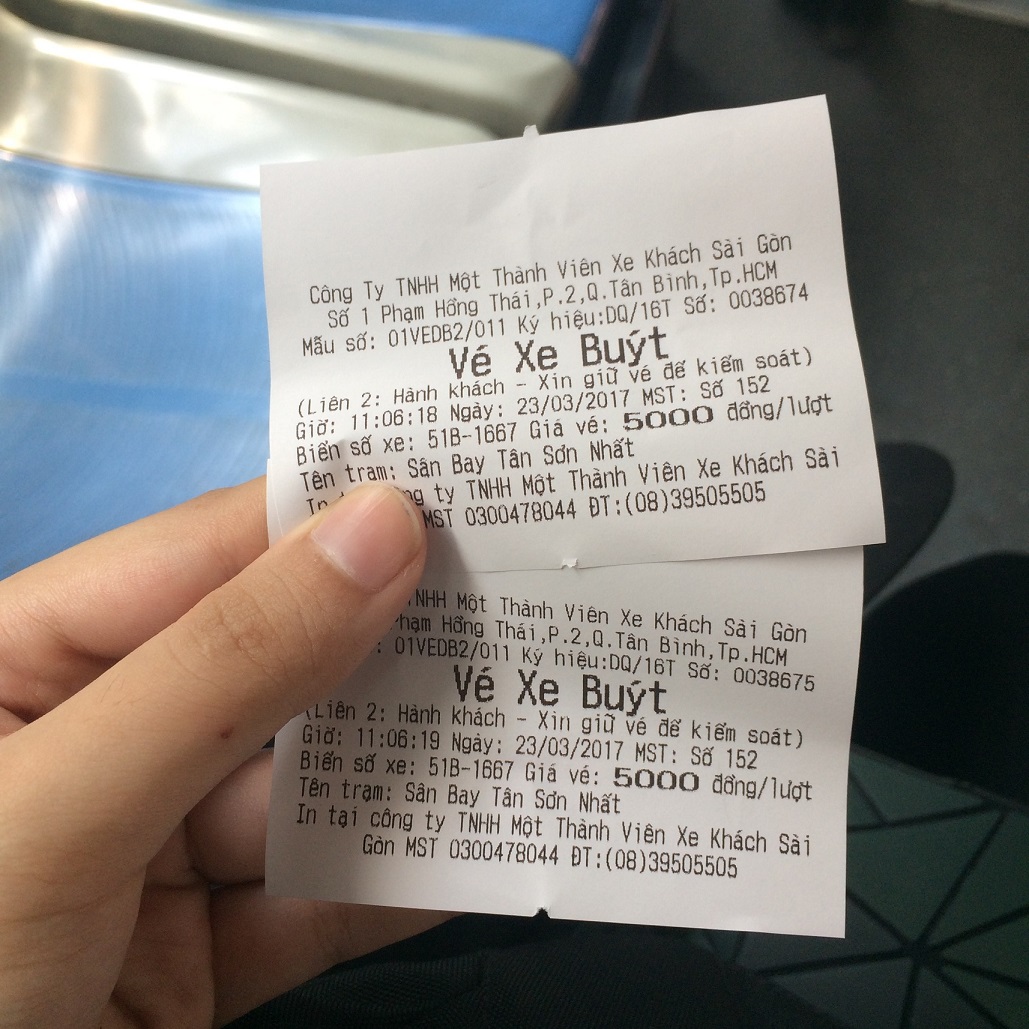 Công Ty TNHH Một Thành Viên Xe Khách Sài Gòn
Số 1 Phạm Hồng Thái,P.2,Q.Tân Bình,Tp.HCM
Mẫu số: 01VEDB2/011 Ký hiệu:DQ/16T Số: 0038674
Vé Xe Buýt
(Liên 2: Hành khách - Xin giữ vé để kiểm soát)
Giờ: 11:06:18 Ngày: 23/03/2017 MST: Số 152
Biển số xe: 51B-1667 Giá vé: 5000 đồng/lượt
Tên trạm: Sân Bay Tân Sơn Nhất
In ty TNHH Một Thành Viên Xe Khách Sài
MST 0300478044 ĐT:(08)39505505
TNHH Một Thành Viên Xe Khách Sài Gòn
Phạm Hồng Thái,P.2,Q.Tân Bình,Tp.HCM
: 01VEDB2/011 Ký hiệu:DQ/16T Số: 0038675
Vé Xe Buýt
(Liên 2: Hành khách - Xin giữ vé để kiểm soát)
Giờ: 11:06:19 Ngày: 23/03/2017 MST: Số 152
Biển số xe: 51B-1667 Giá vé: 5000 đồng/lượt
Tên trạm: Sân Bay Tân Sơn Nhất
In tại công ty TNHH Một Thành Viên Xe Khách Sài
Gòn MST 0300478044 ĐT:(08)39505505